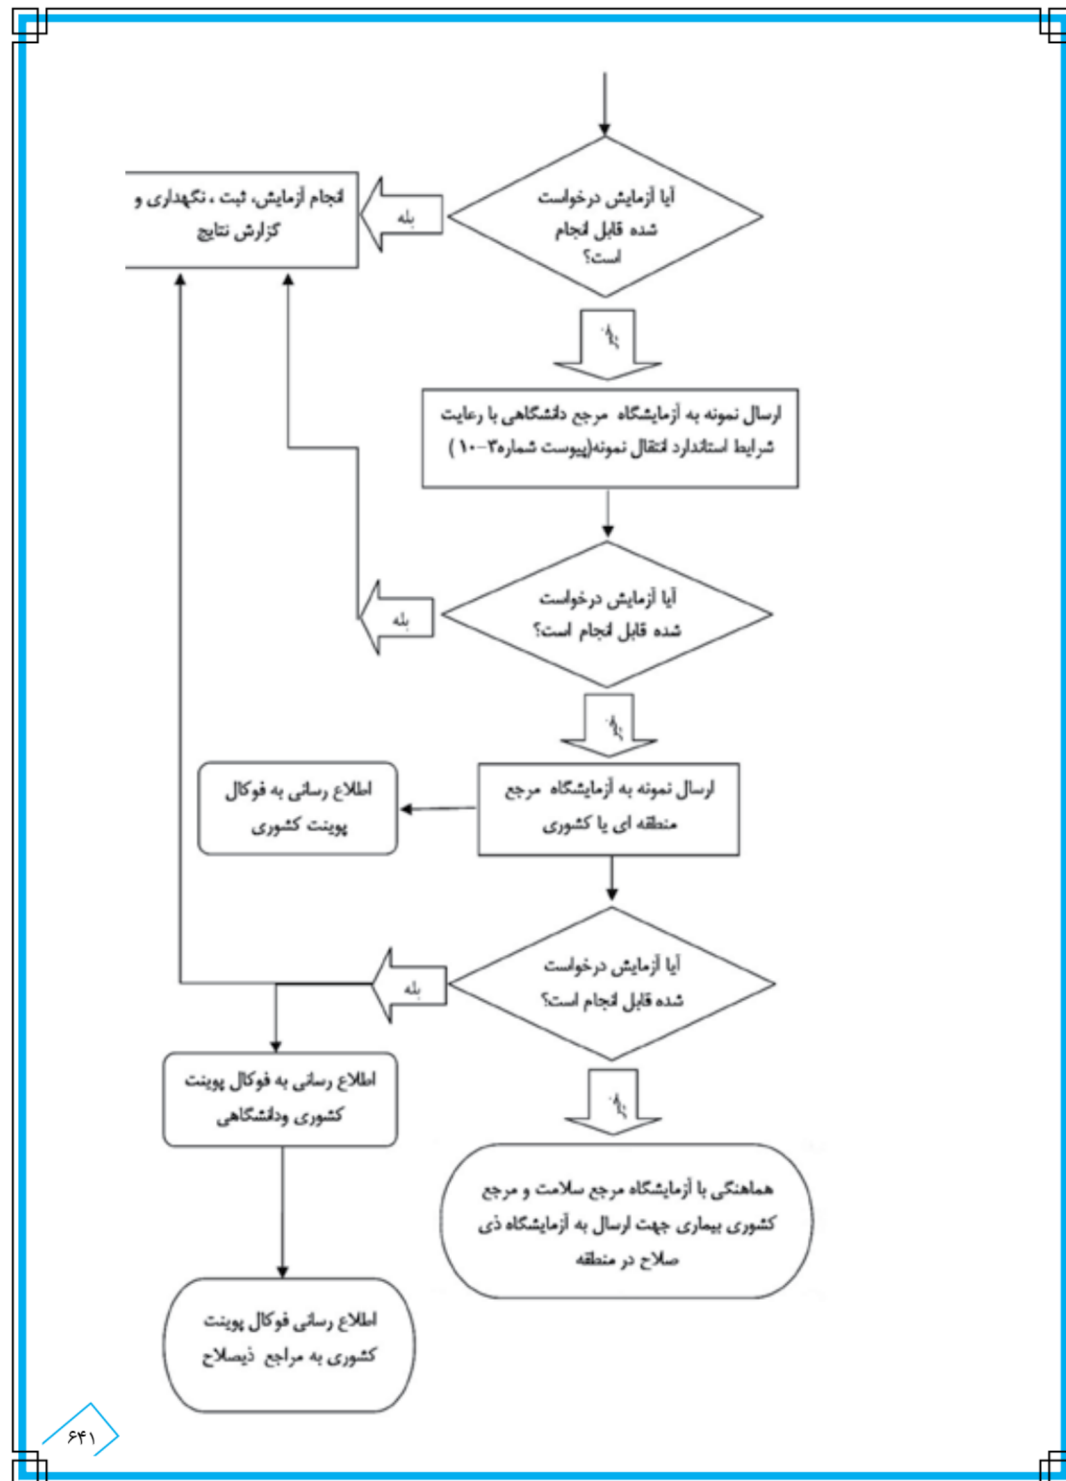 آیا آزمایش درخواست
شده قابل انجام
است؟
بله
انجام آزمایش، ثبت ، نگهداری و
گزارش نتایج
خیر
ارسال نمونه به آزمایشگاه مرجع دانشگاهی با رعایت
شرایط استاندارد انتقال نمونه(پیوست شماره۳-۱۰ )
آیا آزمایش درخواست
شده قابل انجام است؟
بله
خیر
ارسال نمونه به آزمایشگاه مرجع
منطقه ای یا کشوری
اطلاع رسانی به فوکال
پوینت کشوری
آیا آزمایش درخواست
شده قابل انجام است؟
بله
اطلاع رسانی به فوکال پوینت
کشوری ودانشگاهی
خیر
هماهنگی با آزمایشگاه مرجع سلامت و مرجع
کشوری بیماری جهت ارسال به آزمایشگاه ذی
صلاح در منطقه
اطلاع رسانی فوکال پوینت
کشوری به مراجع ذیصلاح
۶۴۱